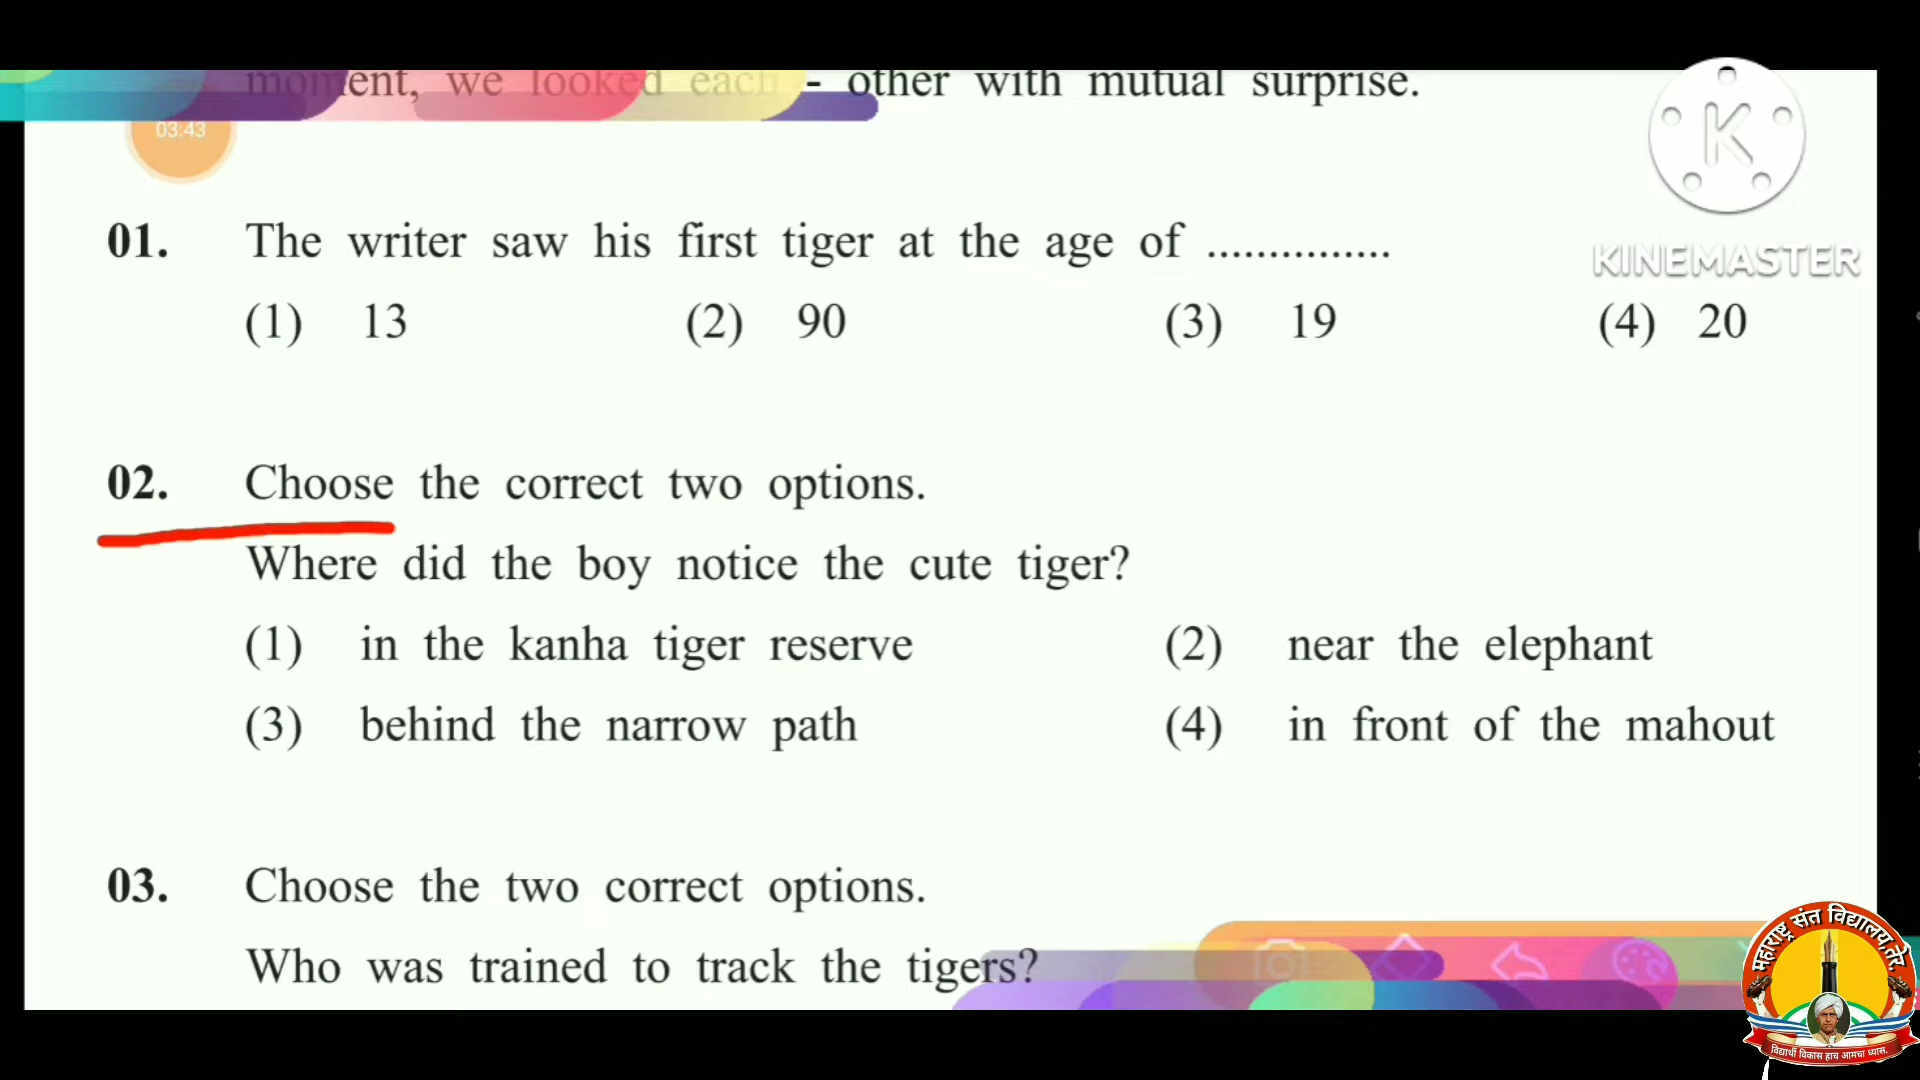 moment, we looked each - other with mutual surprise.
03:43
K
KINEMASTER
01. The writer saw his first tiger at the age of ...............
(1) 13 (2) 90 (3) 19 (4) 20
02. Choose the correct two options.
Where did the boy notice the cute tiger?
(1) in the kanha tiger reserve (2) near the elephant
(3) behind the narrow path (4) in front of the mahout
03. Choose the two correct options.
Who was trained to track the tigers?
महाराष्ट्र संत विद्यालय, तेर.
विद्यार्थी विकास हाच आमचा ध्यास.